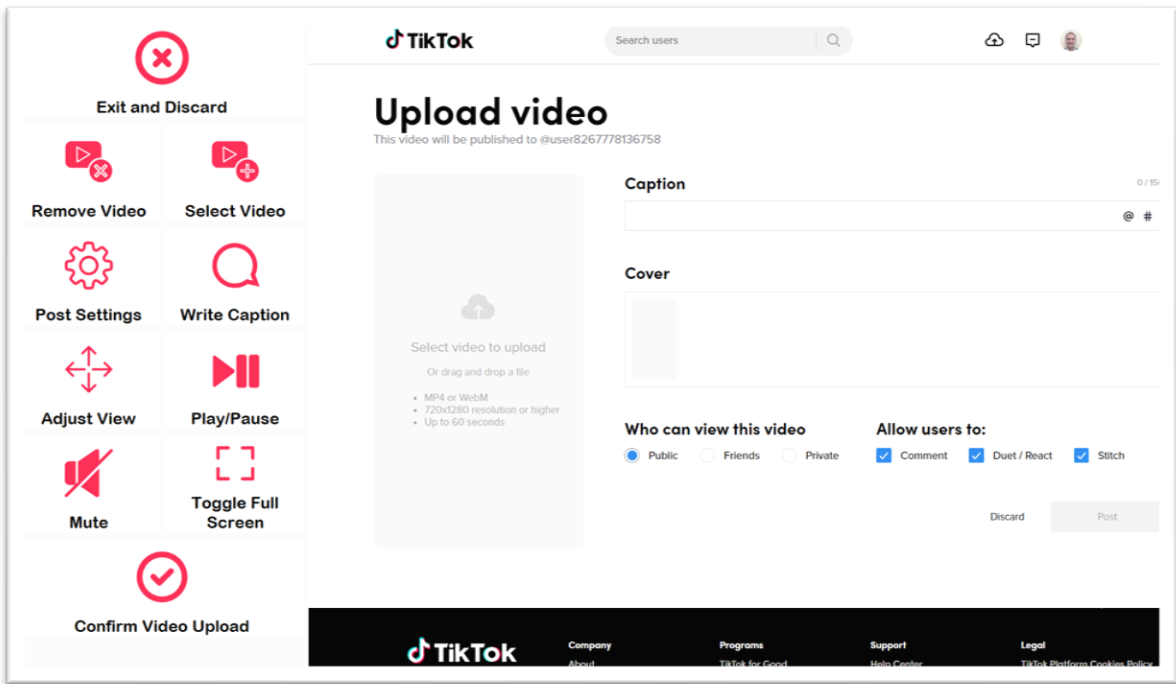 Exit and Discard
Remove Video
Select Video
Post Settings
Write Caption
Adjust View
Play/Pause
Mute
Toggle Full
Screen
Confirm Video Upload
TikTok
Search users
Upload video
This video will be published to @user8267778136758
Select video to upload
Or drag and drop a file
• MP4 or WebM
• 720x1280 resolution or higher
• Up to 60 seconds
Caption
0 / 15
@ #
Cover
Who can view this video
Public Friends Private
Allow users to:
Comment Duet / React Stitch
Discard Post
TikTok
Company Programs Support Legal
About TikTok for Good Help Center TikTok Platform Cookies Policy